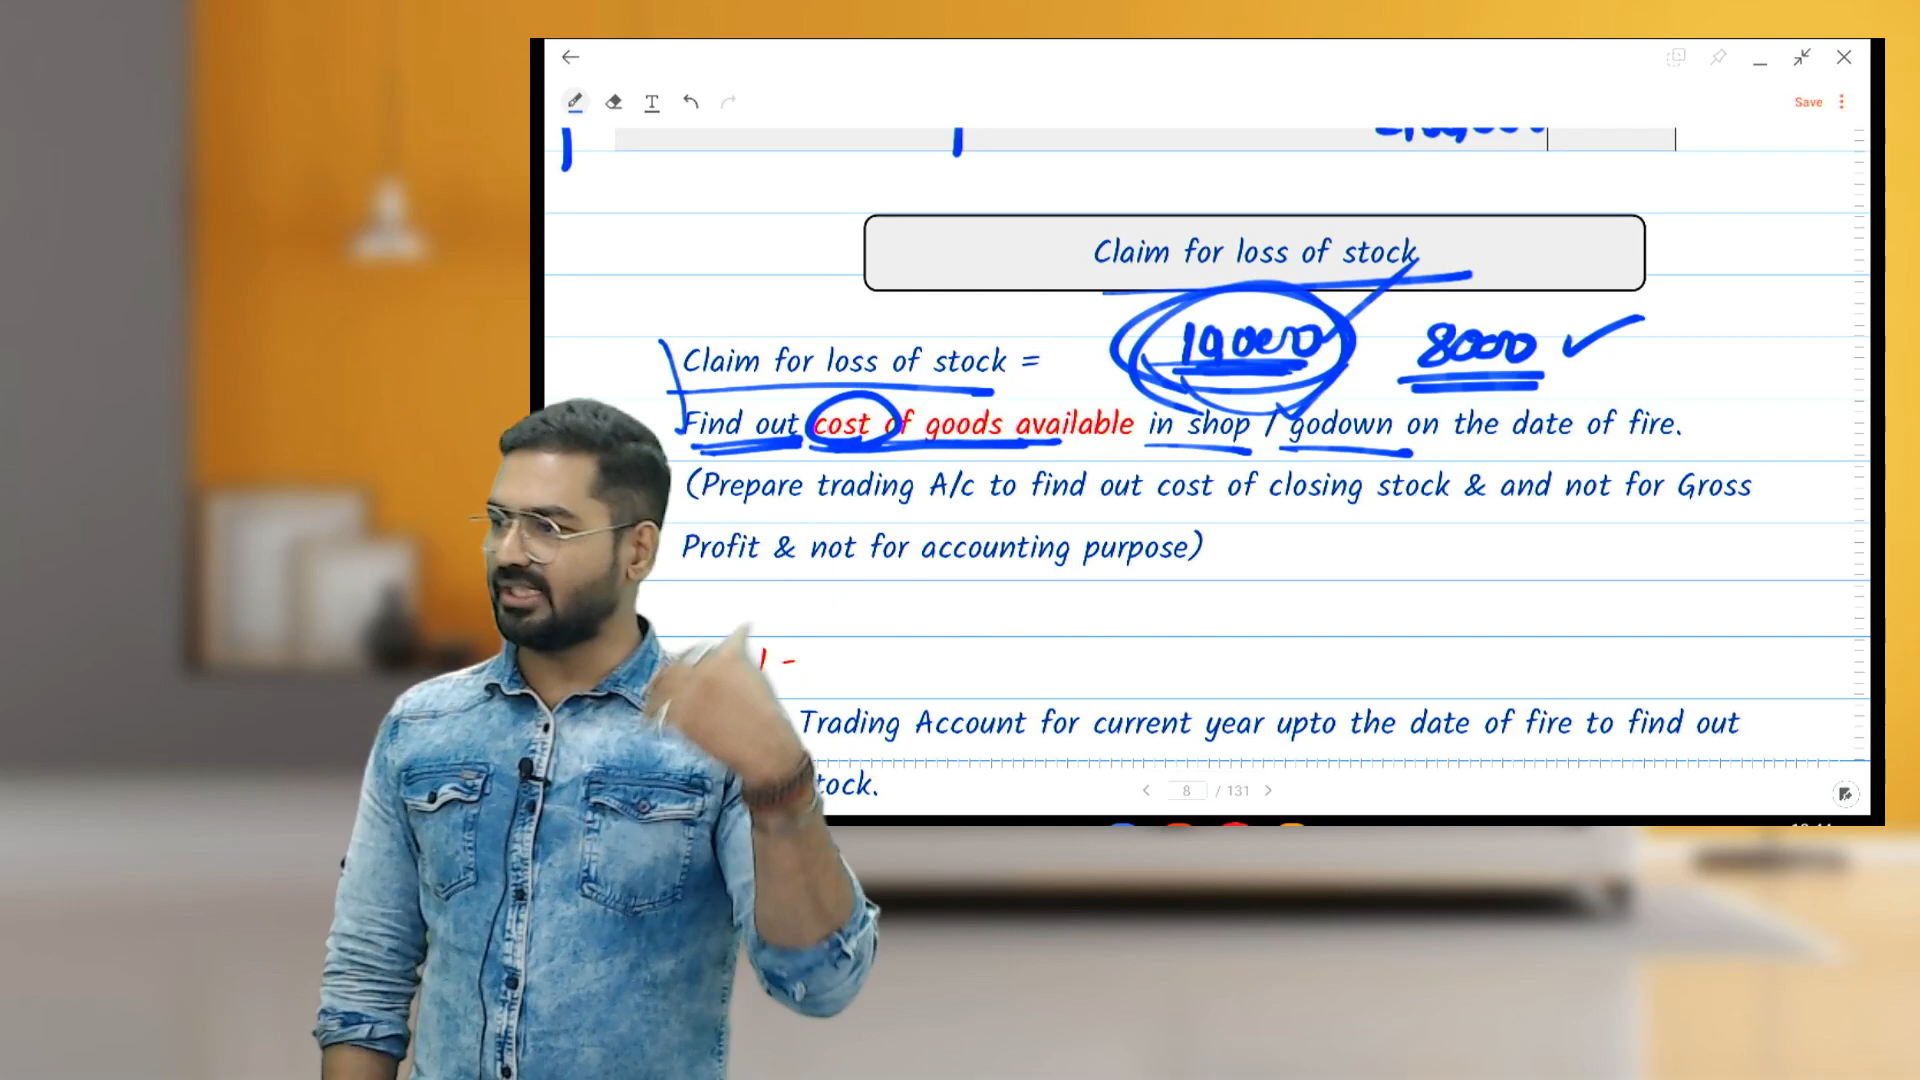 Save
Claim for loss of stock
10000 8000
Claim for loss of stock =
Find out cost of goods available in shop / godown on the date of fire.
(Prepare trading A/c to find out cost of closing stock & and not for Gross
Profit & not for accounting purpose)
-
Trading Account for current year upto the date of fire to find out
tock.
8 / 131